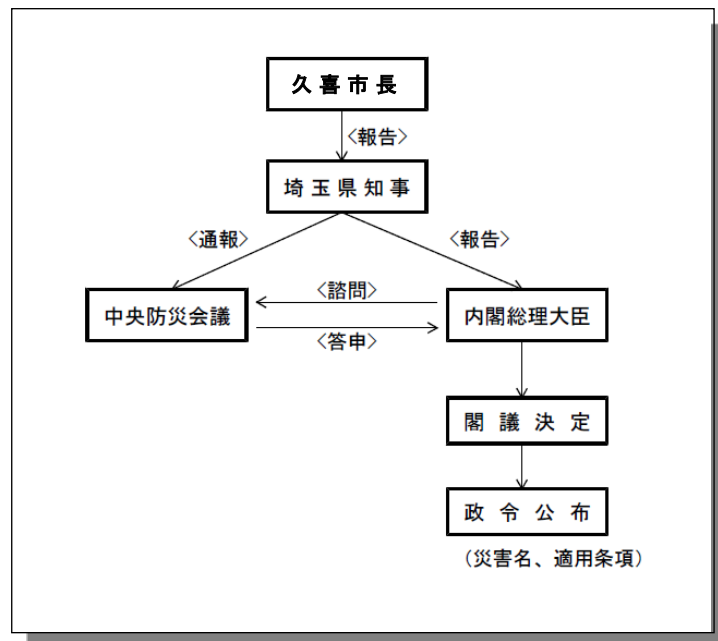 久喜市長
〈報告〉
埼玉県知事
〈通報〉
〈報告〉
中央防災会議
〈諮問〉
〈答申〉
内閣総理大臣
閣議決定
政令公布
（災害名、適用条項）